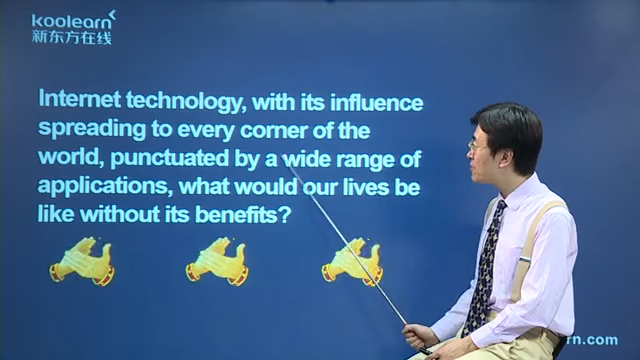 koolearn
新东方在线
Internet technology, with its influence
spreading to every corner of the
world, punctuated by a wide range of
applications, what would our lives be
like without its benefits?
rn.com